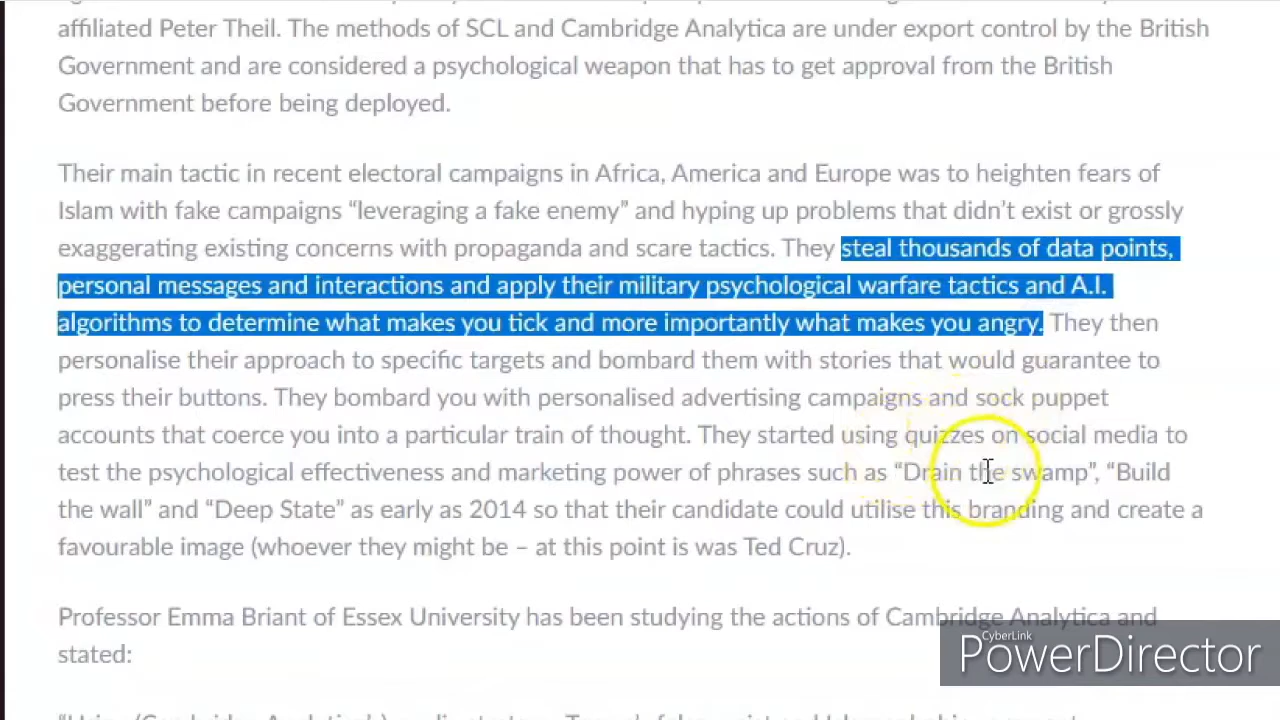 affiliated Peter Theil. The methods of SCL and Cambridge Analytica are under export control by the British
Government and are considered a psychological weapon that has to get approval from the British
Government before being deployed.
Their main tactic in recent electoral campaigns in Africa, America and Europe was to heighten fears of
Islam with fake campaigns “leveraging a fake enemy” and hyping up problems that didn’t exist or grossly
exaggerating existing concerns with propaganda and scare tactics. They steal thousands of data points,
personal messages and interactions and apply their military psychological warfare tactics and A.I.
algorithms to determine what makes you tick and more importantly what makes you angry. They then
personalise their approach to specific targets and bombard them with stories that would guarantee to
press their buttons. They bombard you with personalised advertising campaigns and sock puppet
accounts that coerce you into a particular train of thought. They started using quizzes on social media to
test the psychological effectiveness and marketing power of phrases such as “Drain the swamp”, “Build
the wall” and “Deep State” as early as 2014 so that their candidate could utilise this branding and create a
favourable image (whoever they might be – at this point is was Ted Cruz).
Professor Emma Briant of Essex University has been studying the actions of Cambridge Analytica and
stated:
CyberLink
PowerDirector